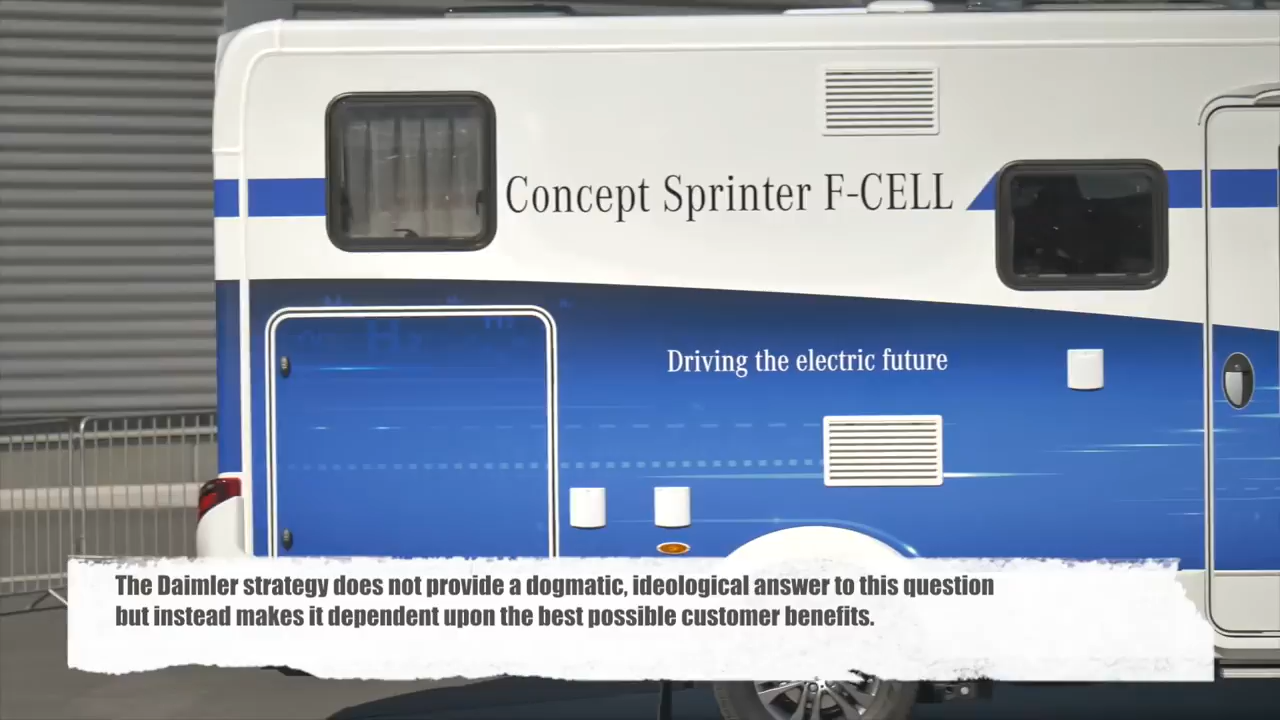 Concept Sprinter F-CELL
Driving the electric future
The Daimler strategy does not provide a dogmatic, ideological answer to this question
but instead makes it dependent upon the best possible customer benefits.